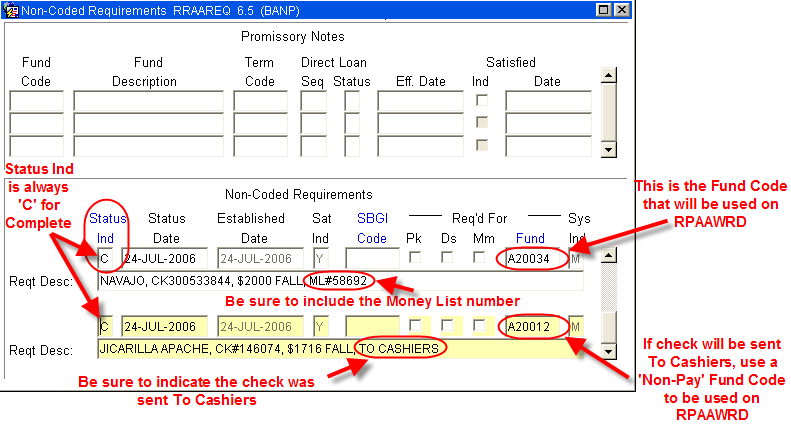 Non-Coded Requirements RRAAREQ 6.5 (BANP)
Promissory Notes
Fund Fund Term Direct Loan Satisfied
Code Description Code Seq Status Eff. Date Ind Date
Status Ind
is always
'C' for
Complete
This is the Fund Code
that will be used on
RPAAWRD
Non-Coded Requirements
Status Status Established Sat SBGI Req'd For Sys
Ind Date Date Ind Code Pk Ds Mm Fund Ind
C 24-JUL-2006 24-JUL-2006 Y A20034 M
Reqt Desc: NAVAJO, CK300533844, $2000 FALL, ML#58692
Be sure to include the Money List number
C 24-JUL-2006 24-JUL-2006 Y A20012 M
Reqt Desc: JICARILLA APACHE, CK#146074, $1716 FALL, TO CASHIERS
Be sure to indicate the check was
sent To Cashiers
If check will be sent
To Cashiers, use a
'Non-Pay' Fund Code
to be used on
RPAAWRD